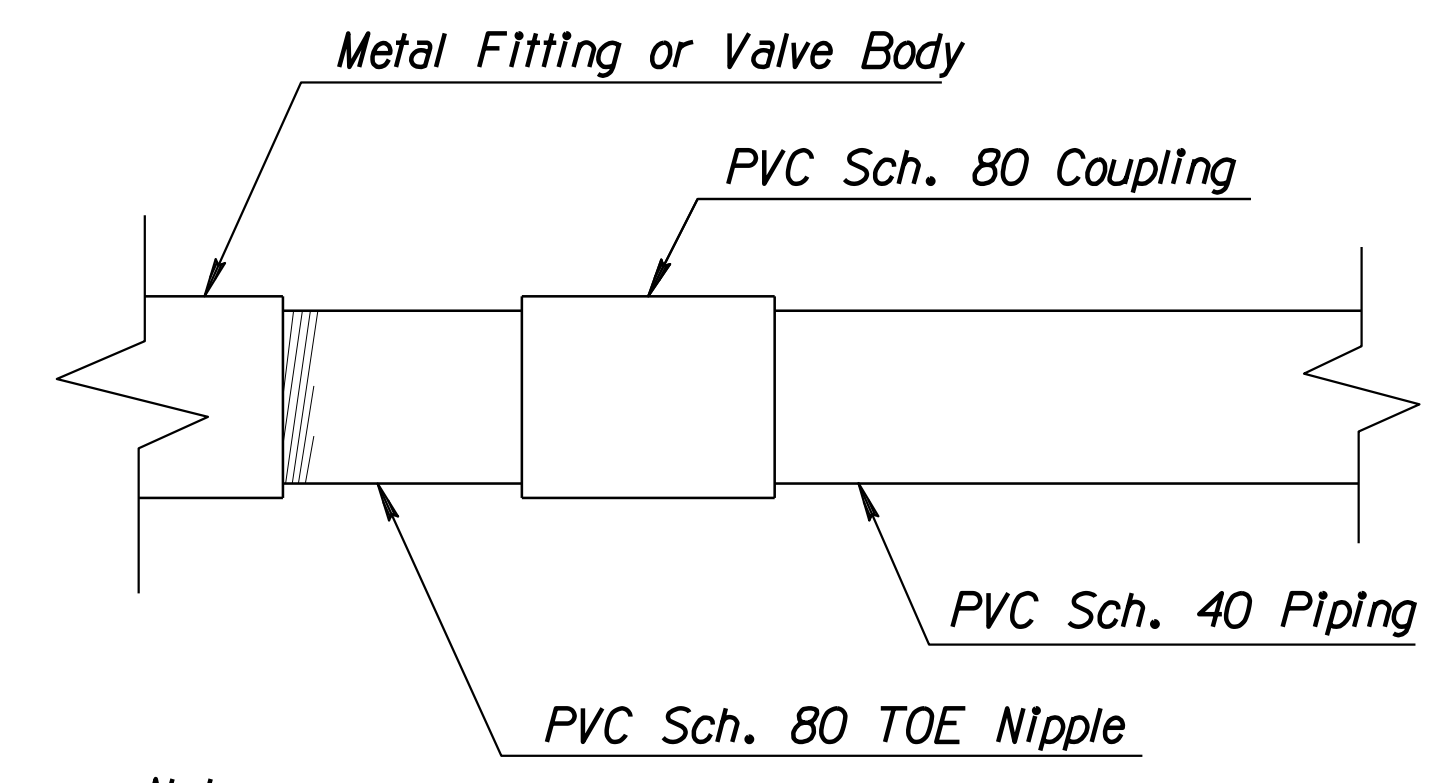 Metal Fitting or Valve Body
PVC Sch. 80 Coupling
PVC Sch. 40 Piping
PVC Sch. 80 TOE Nipple